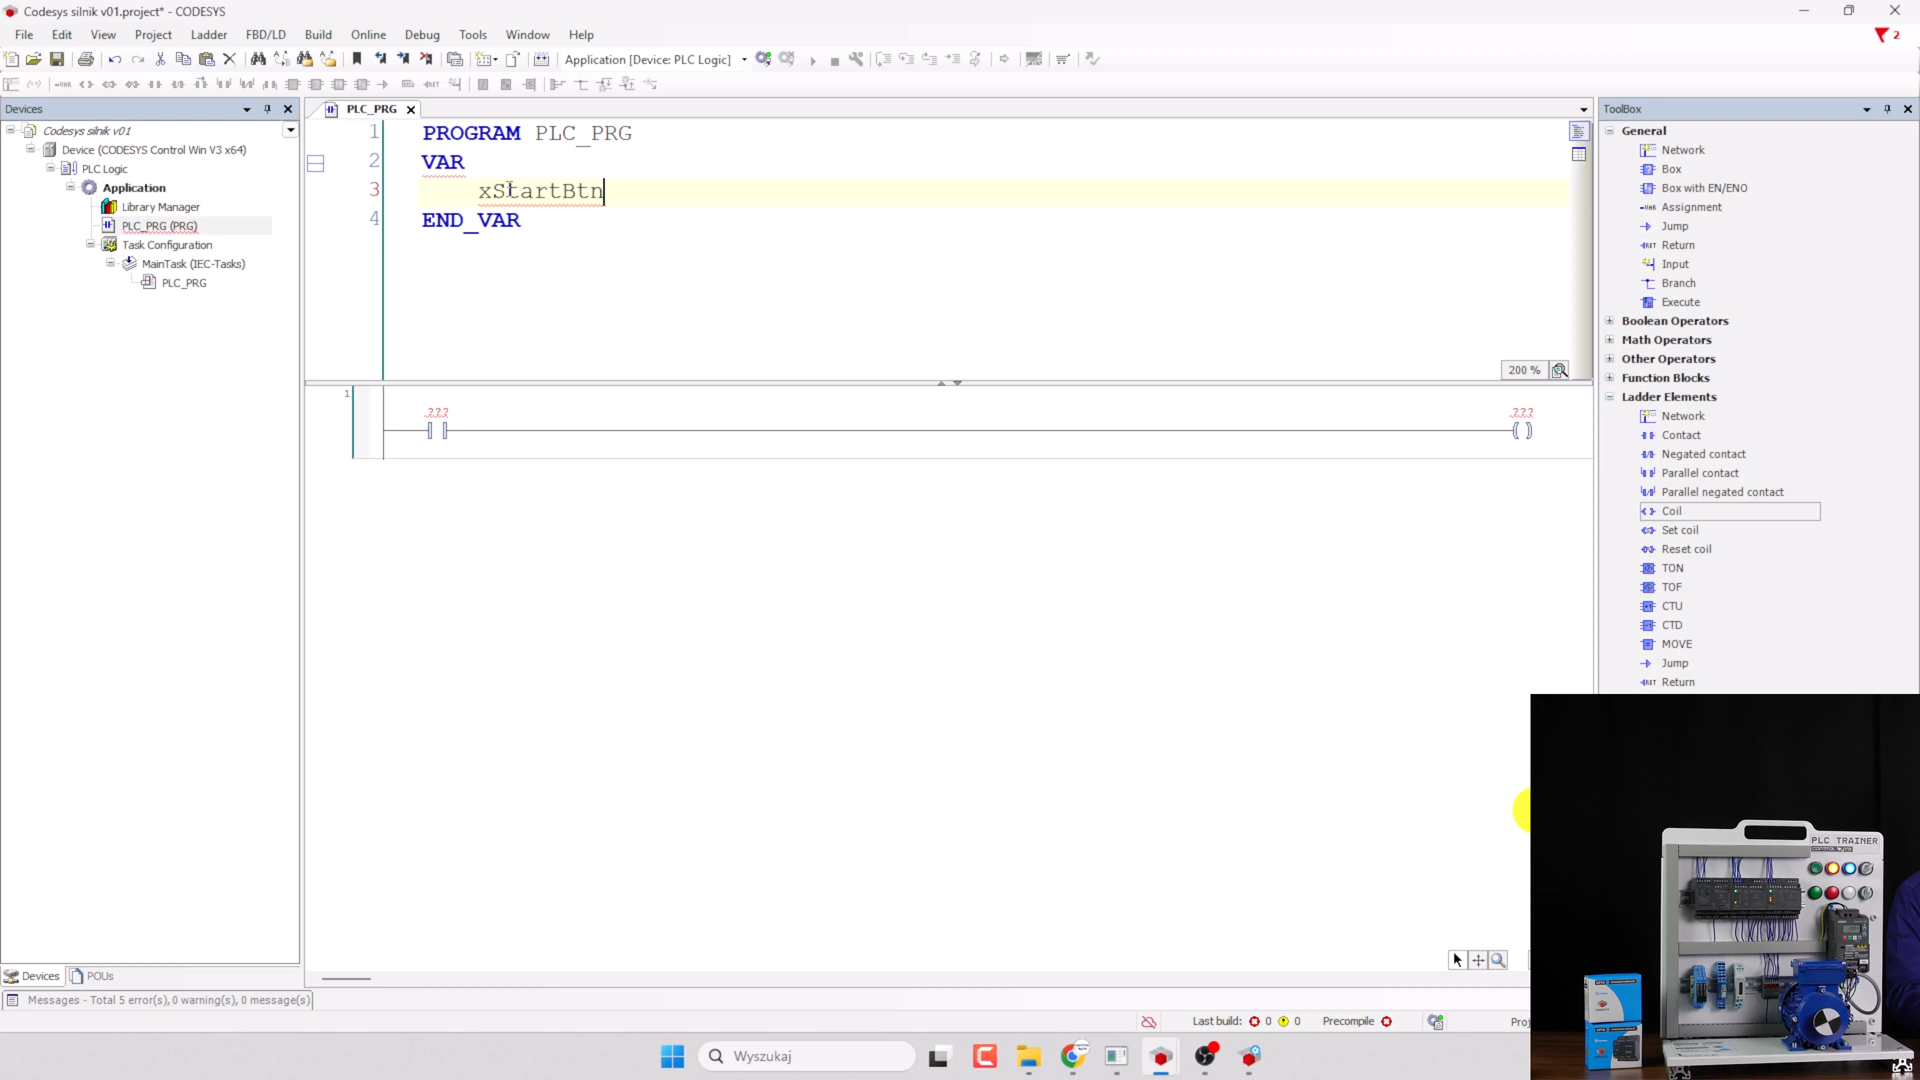 Codesys silnik v01.project* - CODESYS
File Edit View Project Ladder FBD/LD Build Online Debug Tools Window Help
2
Application [Device: PLC Logic]
Devices
PLC_PRG
ToolBox
Codesys silnik v01
Device (CODESYS Control Win V3 x64)
PLC Logic
Application
Library Manager
PLC_PRG (PRG)
Task Configuration
MainTask (IEC-Tasks)
PLC_PRG
1 PROGRAM PLC_PRG
2 VAR
3 xStartBtn
4 END_VAR
200 %
1
??? ???
General
Network
Box
Box with EN/ENO
Assignment
Jump
Return
Input
Branch
Execute
Boolean Operators
Math Operators
Other Operators
Function Blocks
Ladder Elements
Network
Contact
Negated contact
Parallel contact
Parallel negated contact
Coil
Set coil
Reset coil
TON
TOF
CTU
CTD
MOVE
Jump
Return
PLC TRAINER
Devices POUs
Messages - Total 5 error(s), 0 warning(s), 0 message(s)
Last build: 0 0 Precompile Proj
Wyszukaj